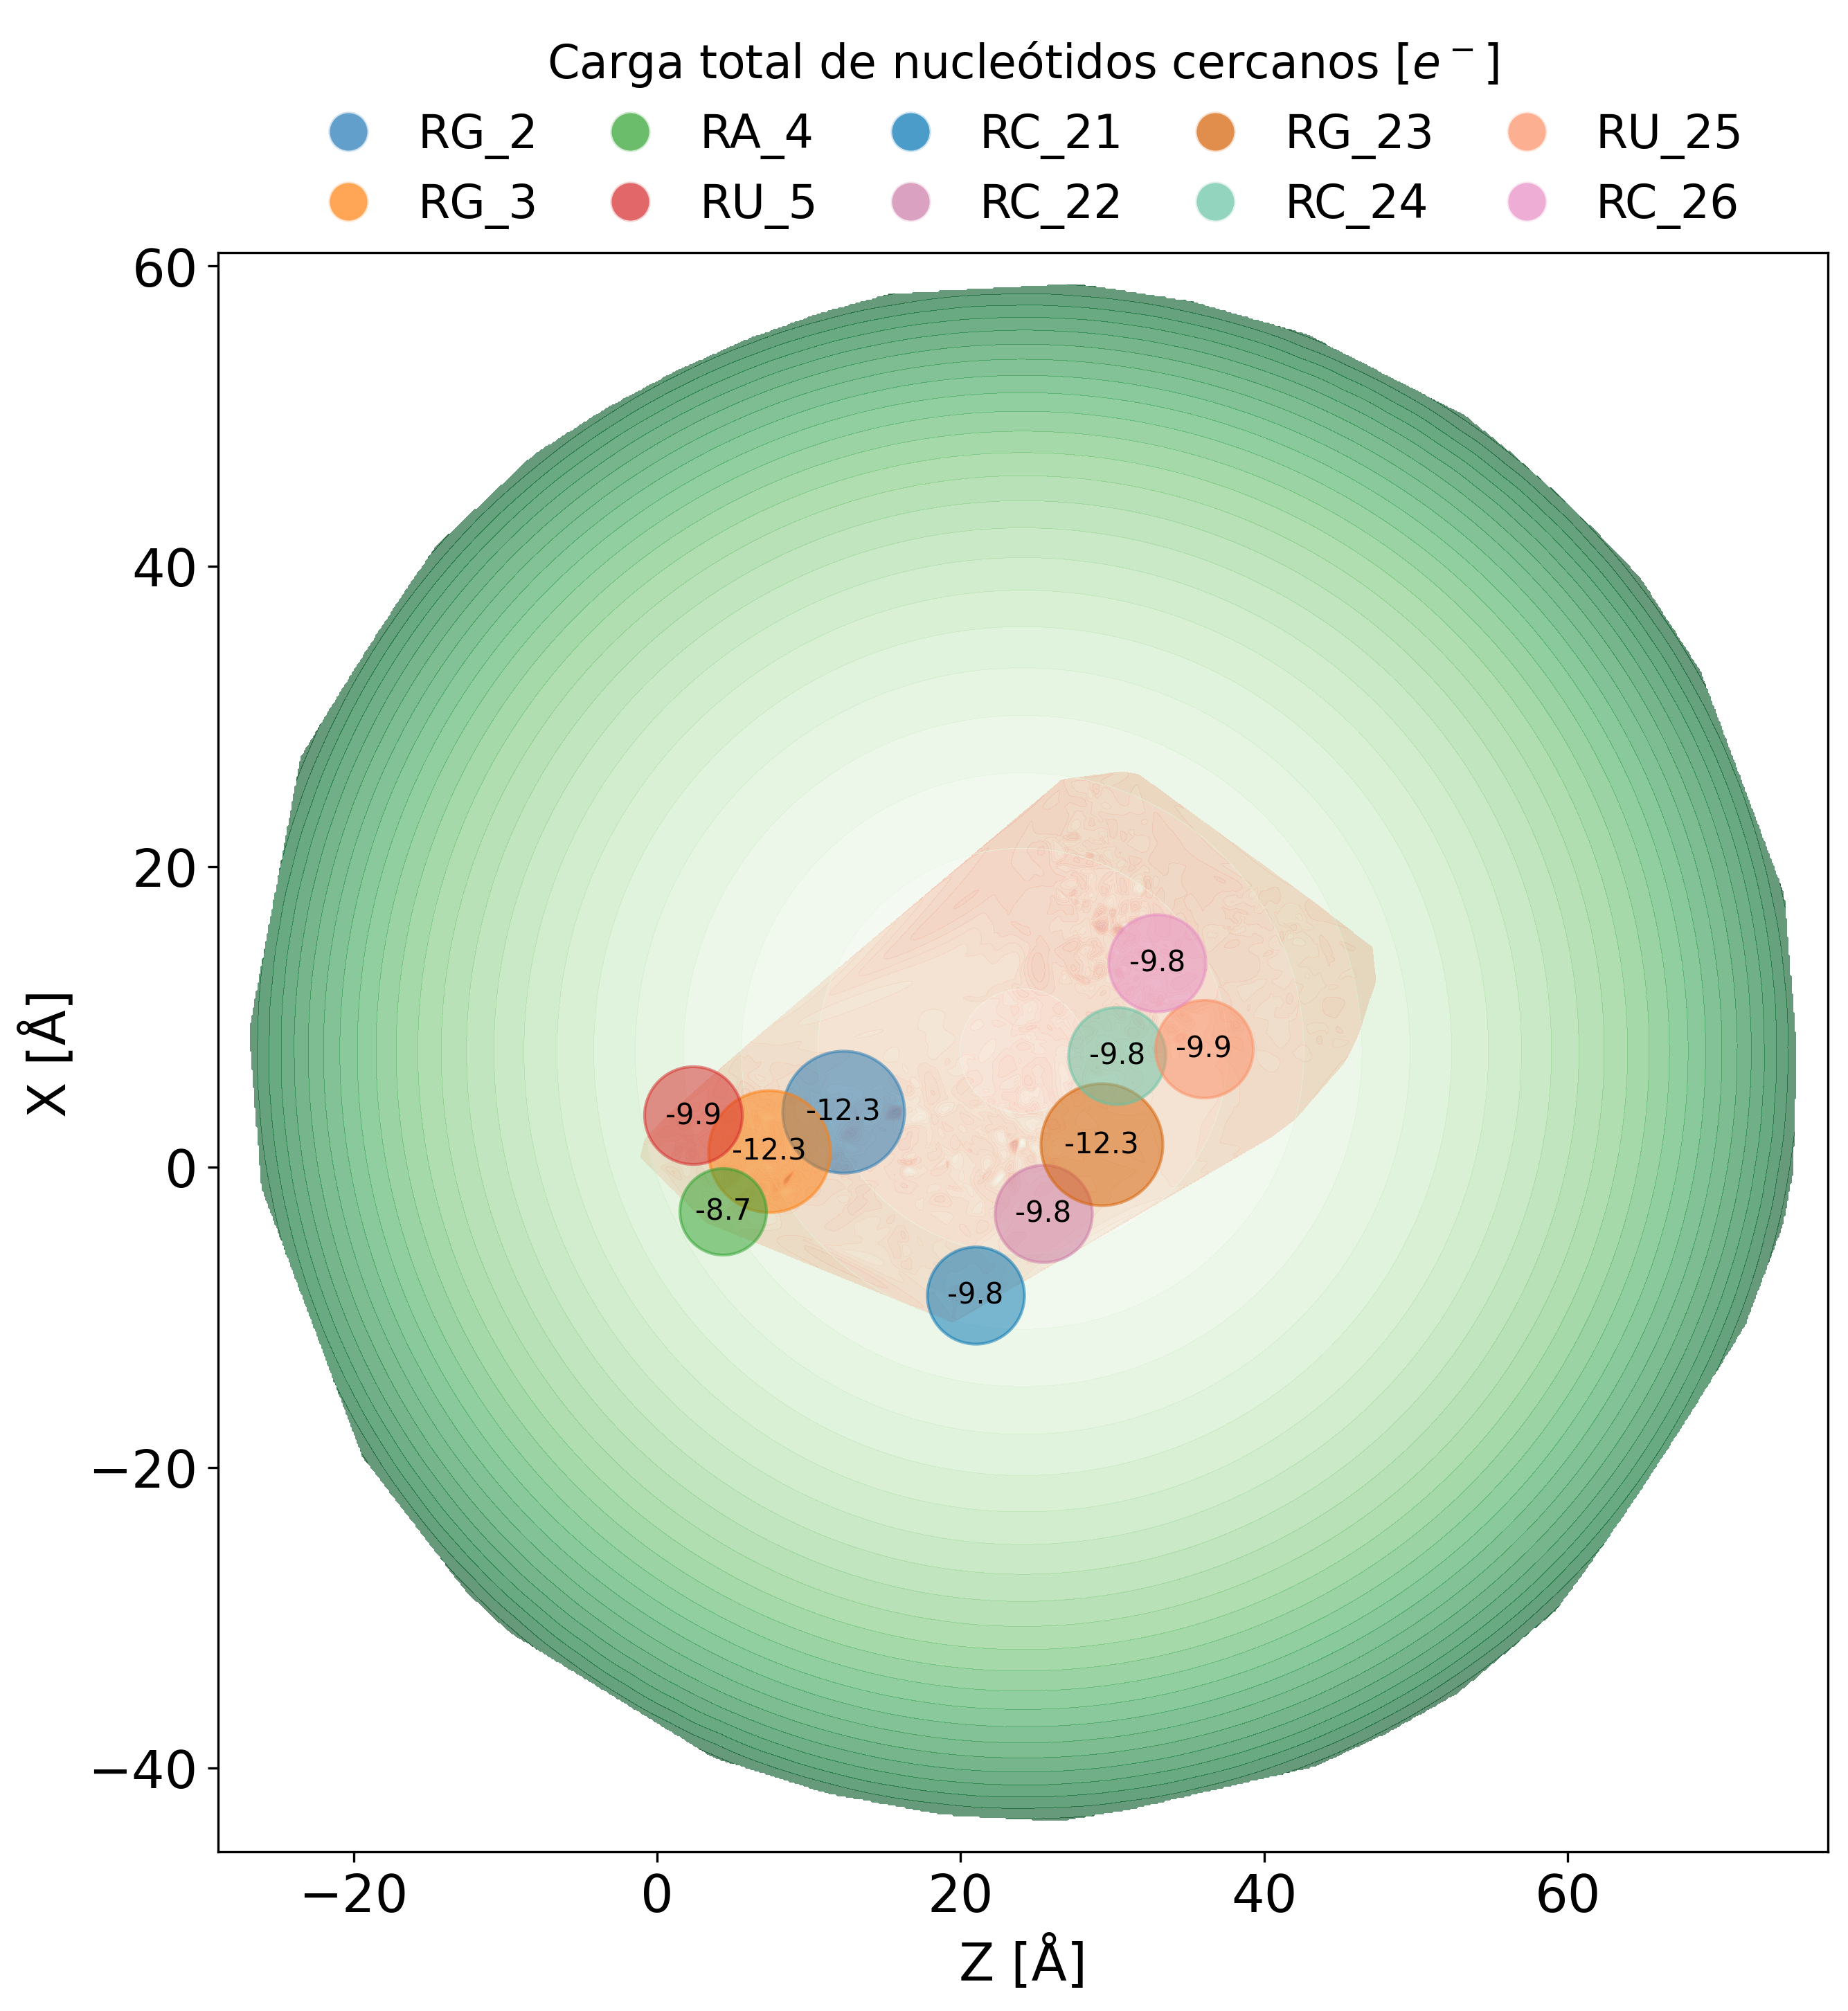 Carga total de nucleótidos cercanos [e⁻]
RG_2 RA_4 RC_21 RG_23 RU_25
RG_3 RU_5 RC_22 RC_24 RC_26
60
40
20
0
−20
−40
X [Å]
-9.8
-9.8
-9.9
-9.9
-12.3
-12.3
-12.3
-8.7
-9.8
-9.8
−20 0 20 40 60
Z [Å]